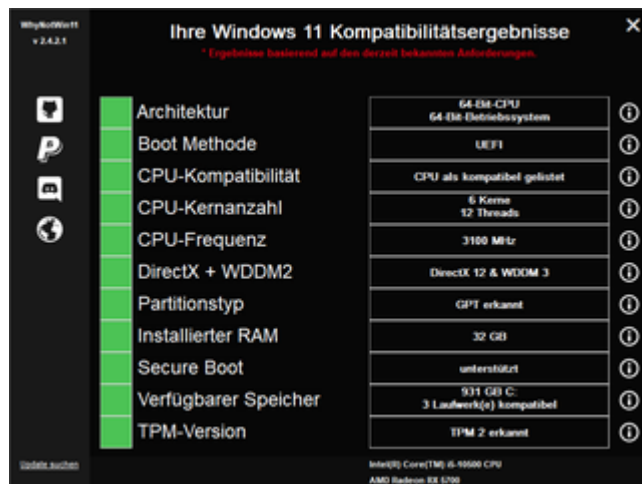 WhyNotWin11
v 2.4.2.1
Ihre Windows 11 Kompatibilitätsergebnisse
* Ergebnisse basierend auf den derzeit bekannten Anforderungen.
Architektur
64-Bit-CPU
64-Bit-Betriebssystem
Boot Methode
UEFI
CPU-Kompatibilität
CPU als kompatibel gelistet
CPU-Kernanzahl
6 Kerne
12 Threads
CPU-Frequenz
3100 MHz
DirectX + WDDM2
DirectX 12 & WDDM 3
Partitionstyp
GPT erkannt
Installierter RAM
32 GB
Secure Boot
unterstützt
Verfügbarer Speicher
931 GB C:
3 Laufwerk(e) kompatibel
TPM-Version
TPM 2 erkannt
Update suchen
Intel(R) Core(TM) i5-10500 CPU
AMD Radeon RX 5700